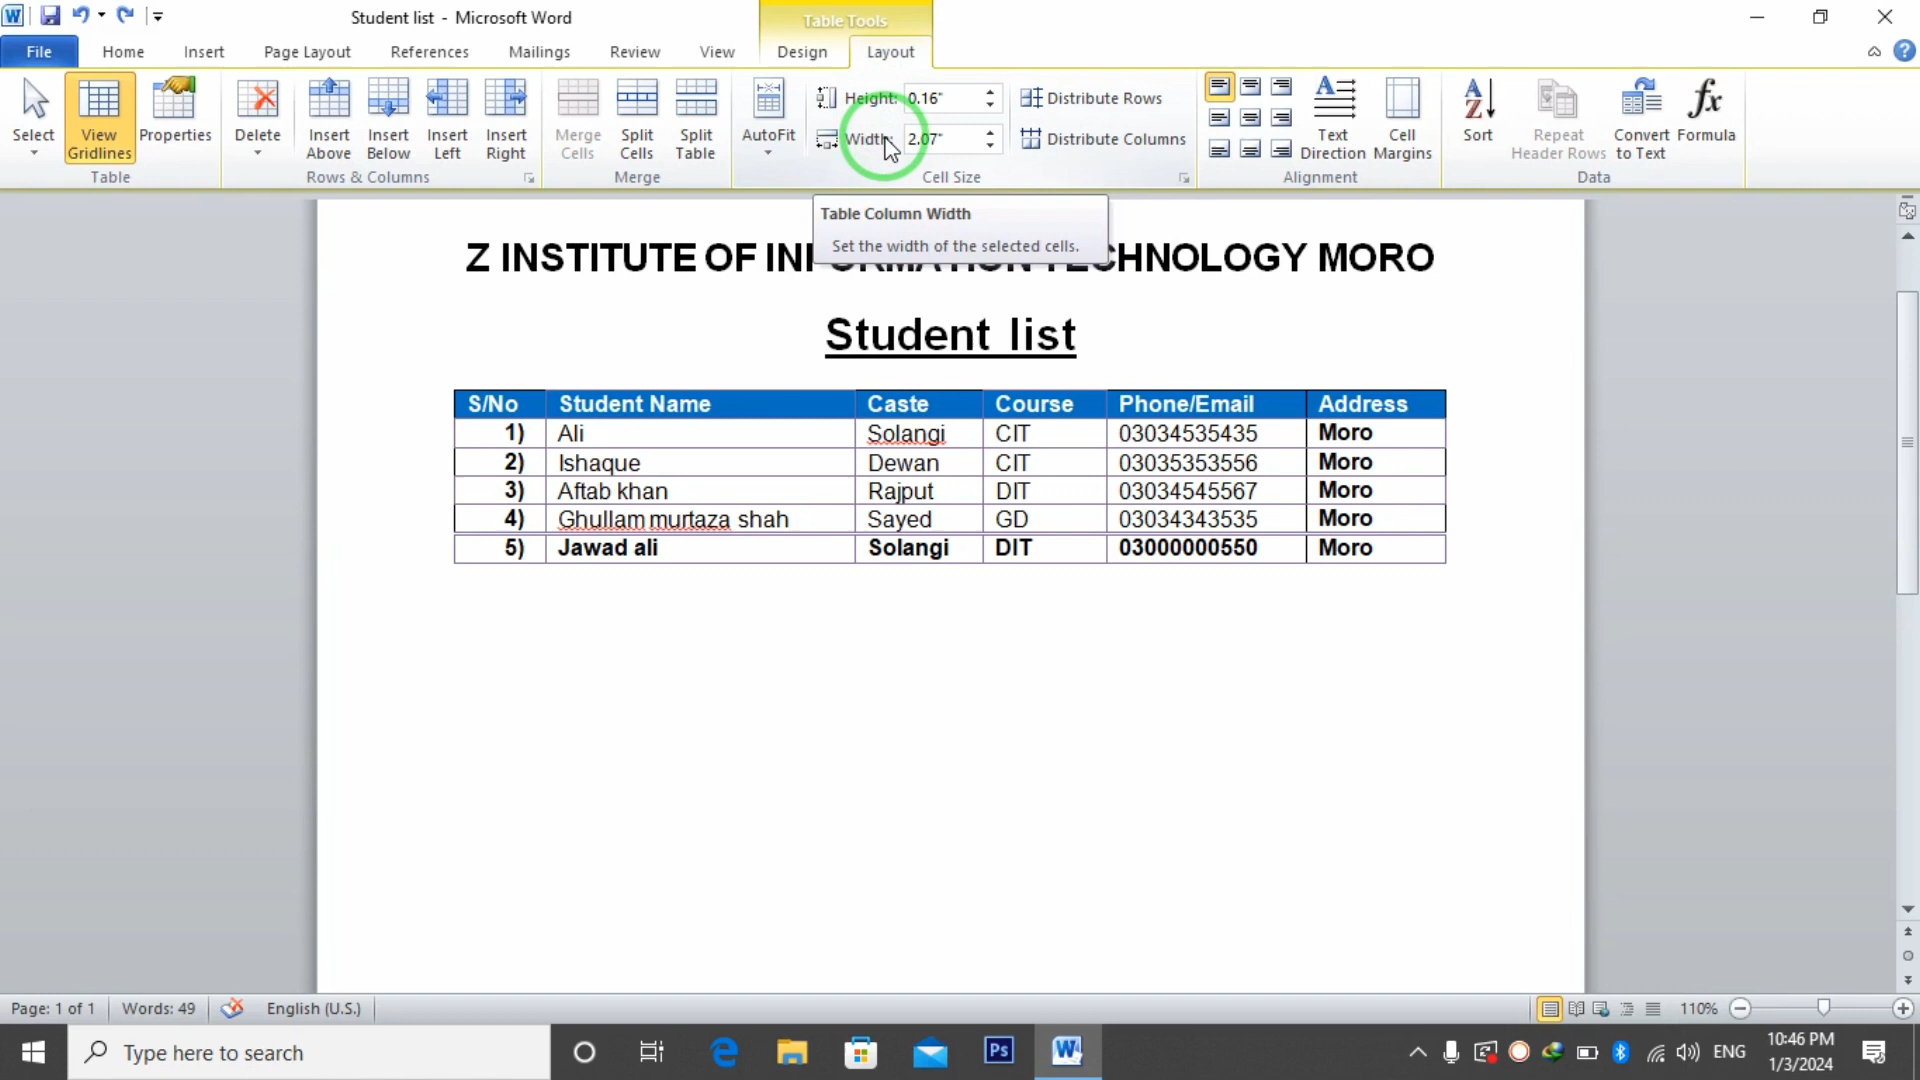 Student list - Microsoft Word
Table Tools
File Home Insert Page Layout References Mailings Review View Design Layout
Select
View Gridlines
Properties
Table
Delete
Insert Above
Insert Below
Insert Left
Insert Right
Rows & Columns
Merge Cells
Split Cells
Split Table
Merge
AutoFit
Height: 0.16"
Width: 2.07"
Distribute Rows
Distribute Columns
Cell Size
Text Direction
Cell Margins
Alignment
Sort
Repeat Header Rows
Convert to Text
Formula
Data
Table Column Width
Set the width of the selected cells.
Z INSTITUTE OF INFORMATION TECHNOLOGY MORO
Student list
S/No Student Name Caste Course Phone/Email Address
1) Ali Solangi CIT 03034535435 Moro
2) Ishaque Dewan CIT 03035353556 Moro
3) Aftab khan Rajput DIT 03034545567 Moro
4) Ghullam murtaza shah Sayed GD 03034343535 Moro
5) Jawad ali Solangi DIT 03000000550 Moro
Page: 1 of 1 Words: 49 English (U.S.) 110%
Type here to search
Ps
ENG
10:46 PM
1/3/2024